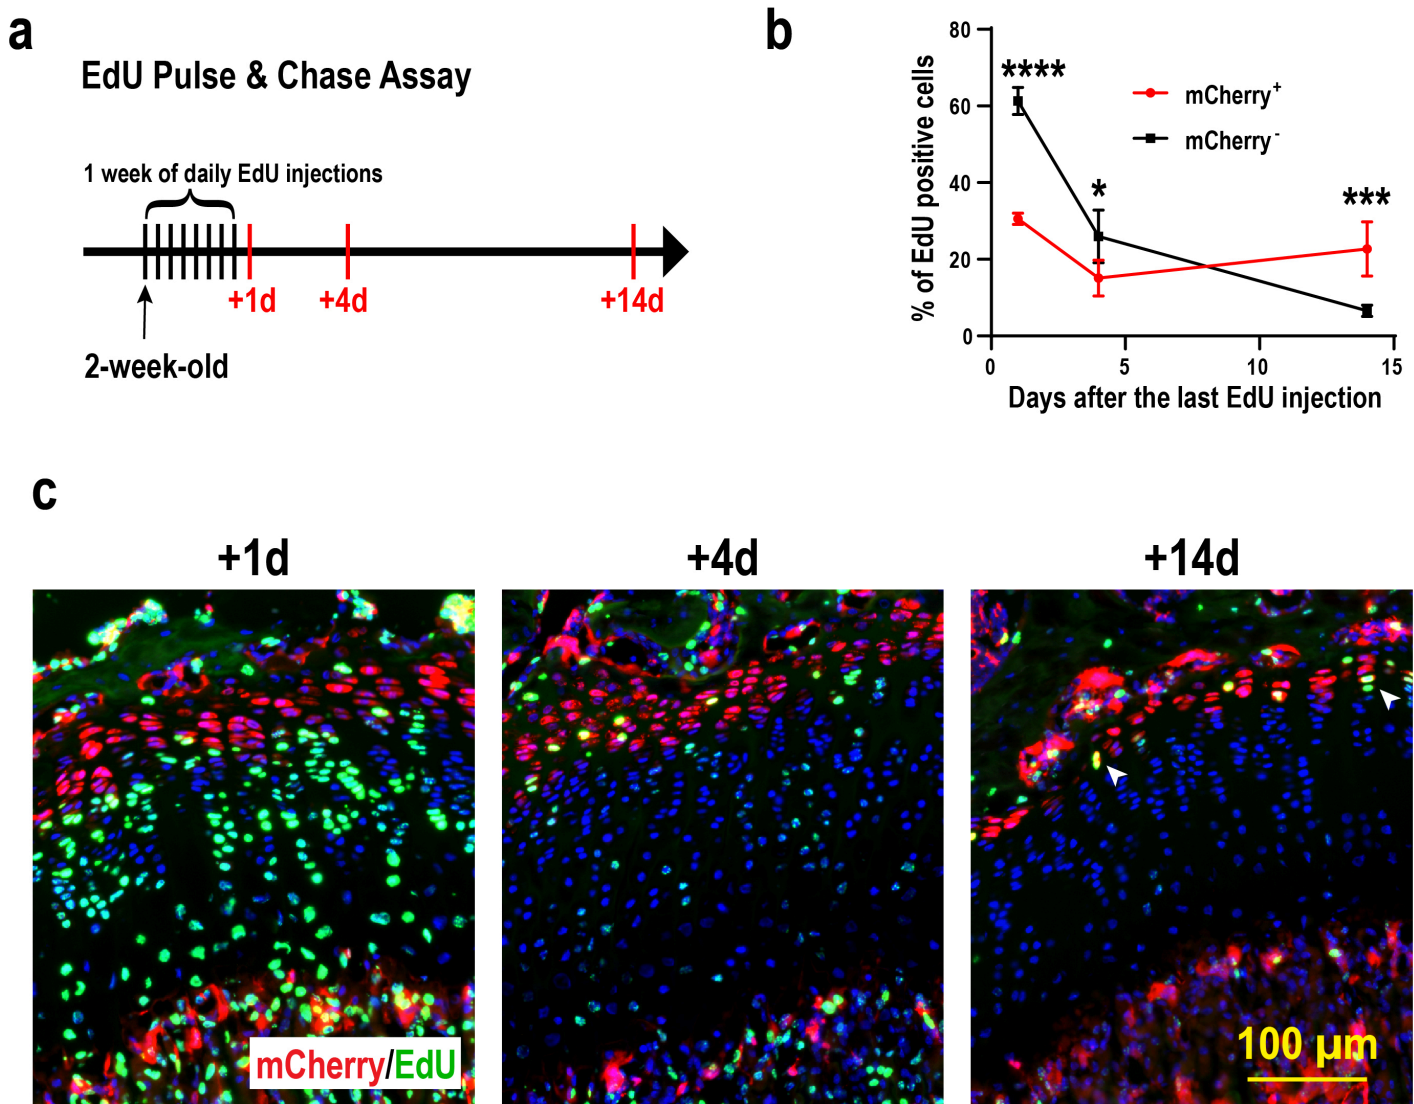 a
EdU Pulse & Chase Assay
1 week of daily EdU injections
+1d
+4d
+14d
2-week-old
b
% of EdU positive cells
80
60
40
20
0
****
*
***
mCherry+
mCherry-
0
5
10
15
Days after the last EdU injection
c
+1d
+4d
+14d
mCherry/EdU
100 µm